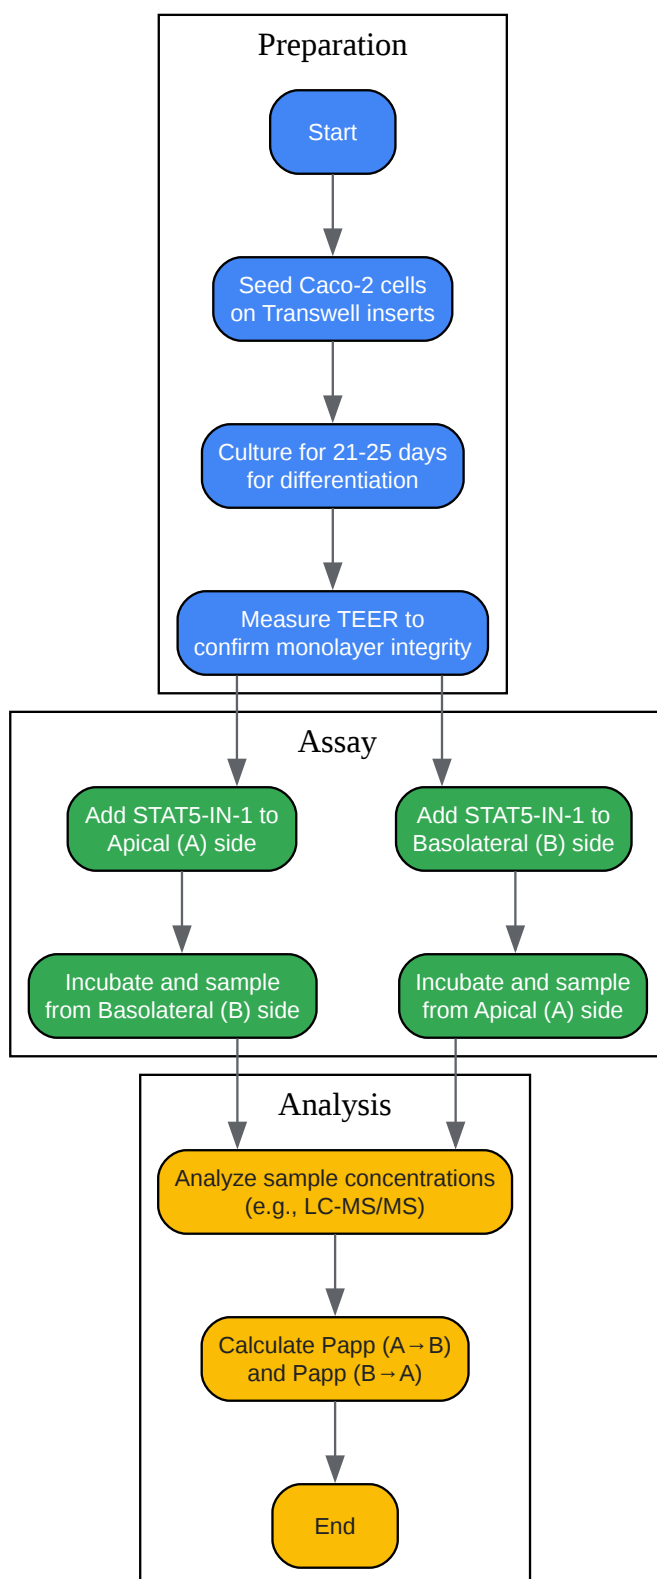 Preparation
Start
Seed Caco-2 cells
on Transwell inserts
Culture for 21-25 days
for differentiation
Measure TEER to
confirm monolayer integrity
Assay
Add STAT5-IN-1 to
Apical (A) side
Add STAT5-IN-1 to
Basolateral (B) side
Incubate and sample
from Basolateral (B) side
Incubate and sample
from Apical (A) side
Analysis
Analyze sample concentrations
(e.g., LC-MS/MS)
Calculate Papp (A→B)
and Papp (B→A)
End